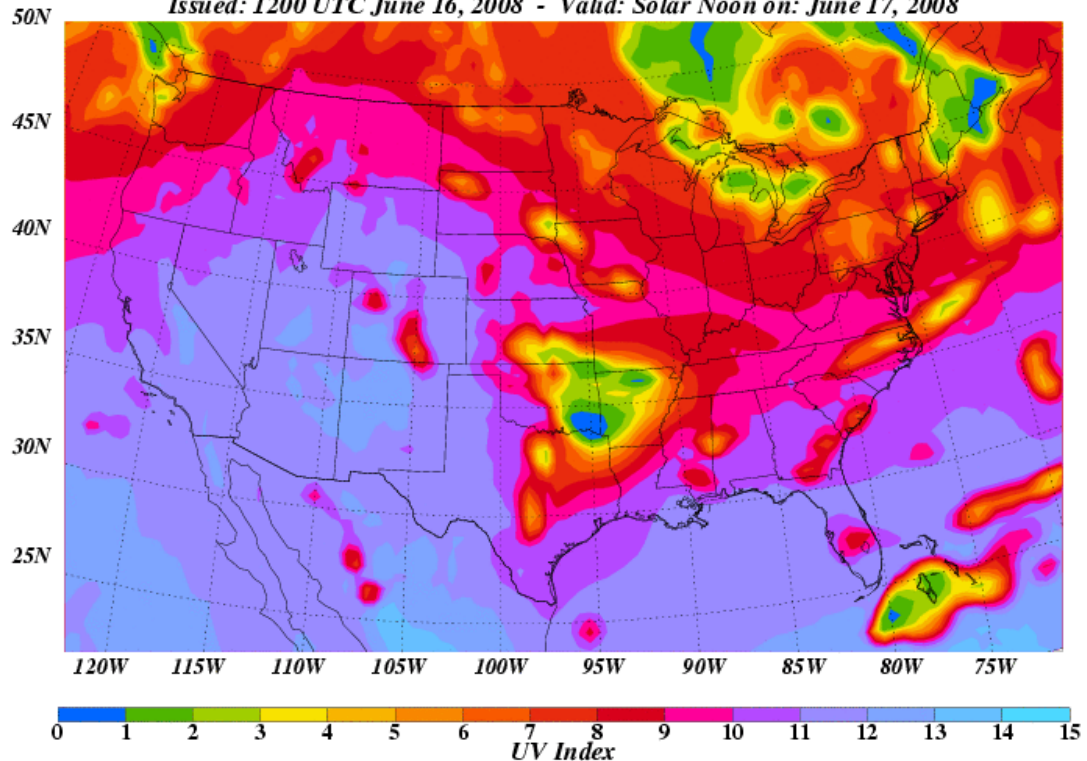 Issued: 1200 UTC June 16, 2008 - Valid: Solar Noon on: June 17, 2008
50N
45N
40N
35N
30N
25N
120W 115W 110W 105W 100W 95W 90W 85W 80W 75W
0 1 2 3 4 5 6 7 8 9 10 11 12 13 14 15
UV Index